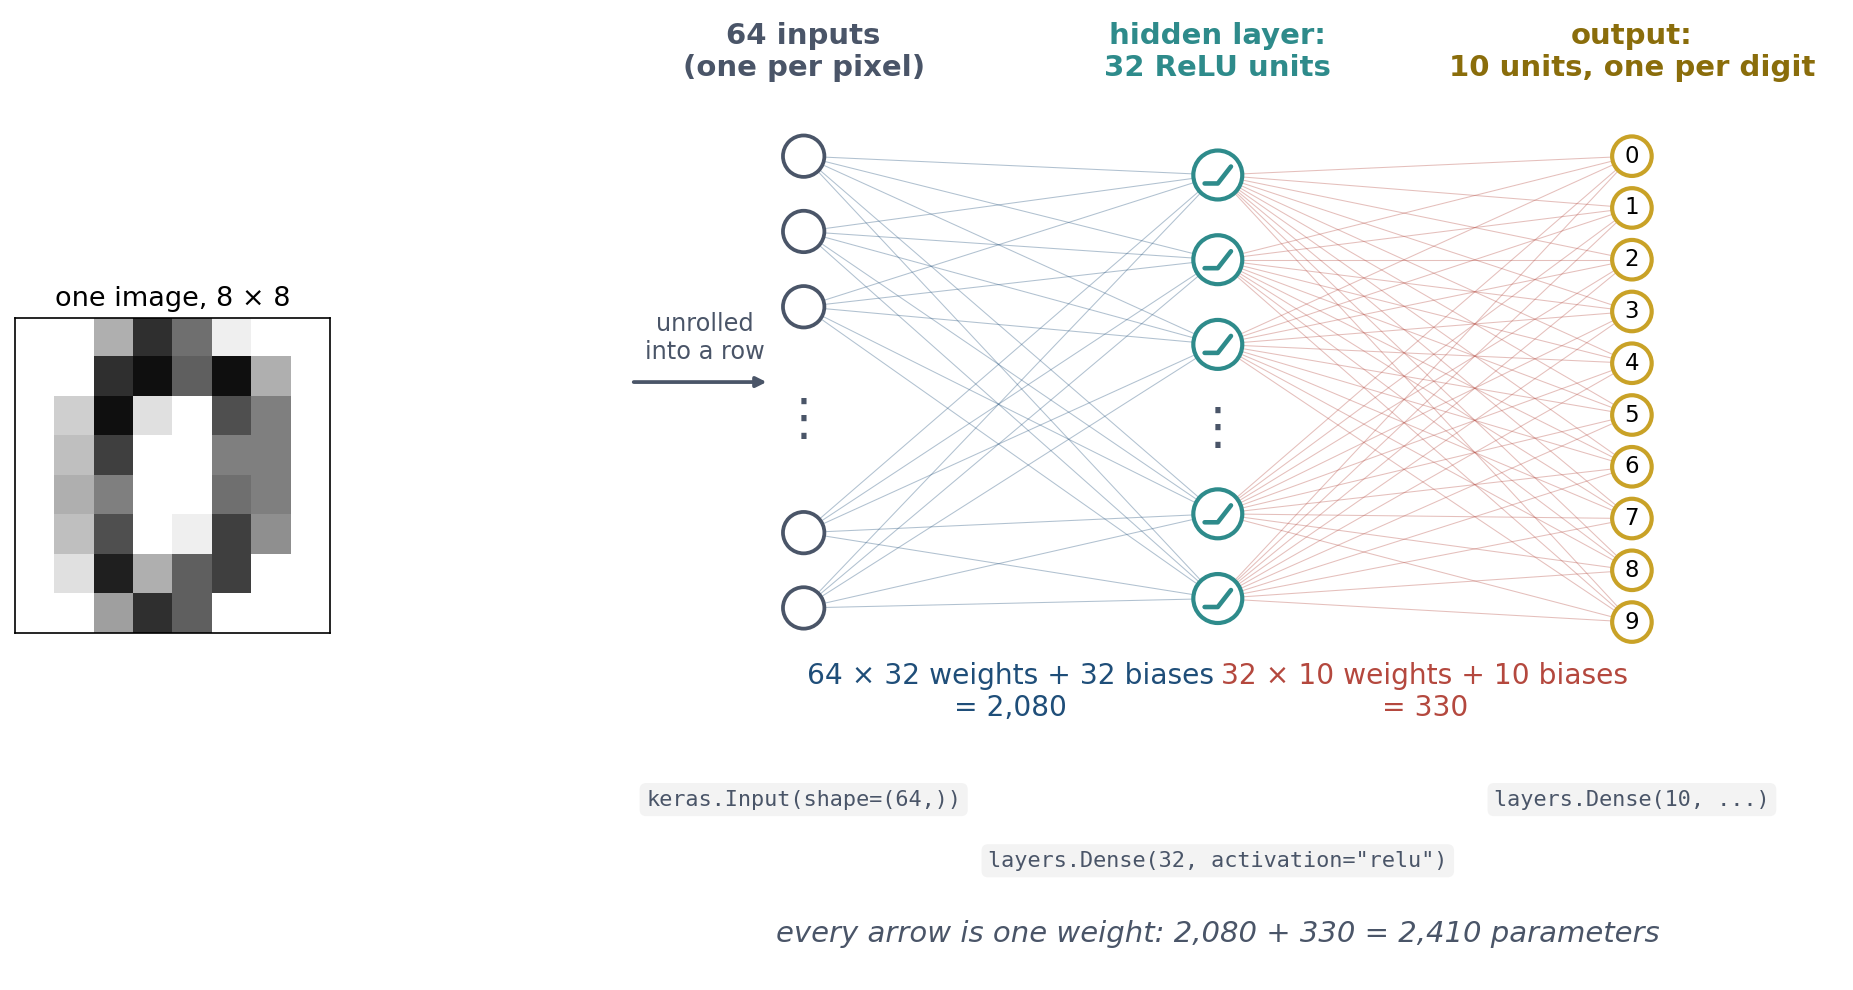 64 inputs
(one per pixel)
hidden layer:
32 ReLU units
output:
10 units, one per digit
one image, 8 × 8
unrolled
into a row
⋮
⋮
0
1
2
3
4
5
6
7
8
9
64 × 32 weights + 32 biases
= 2,080
32 × 10 weights + 10 biases
= 330
keras.Input(shape=(64,))
layers.Dense(10, ...)
layers.Dense(32, activation="relu")
every arrow is one weight: 2,080 + 330 = 2,410 parameters